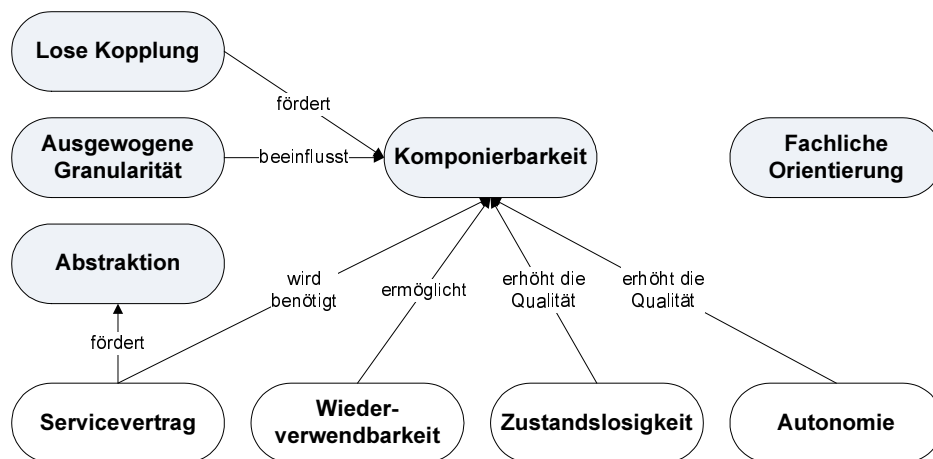 Lose Kopplung
fördert
Ausgewogene
Granularität
beeinflusst
Komponierbarkeit
Fachliche
Orientierung
Abstraktion
wird
benötigt
ermöglicht
erhöht die
Qualität
erhöht die
Qualität
fördert
Servicevertrag
Wieder-
verwendbarkeit
Zustandslosigkeit
Autonomie